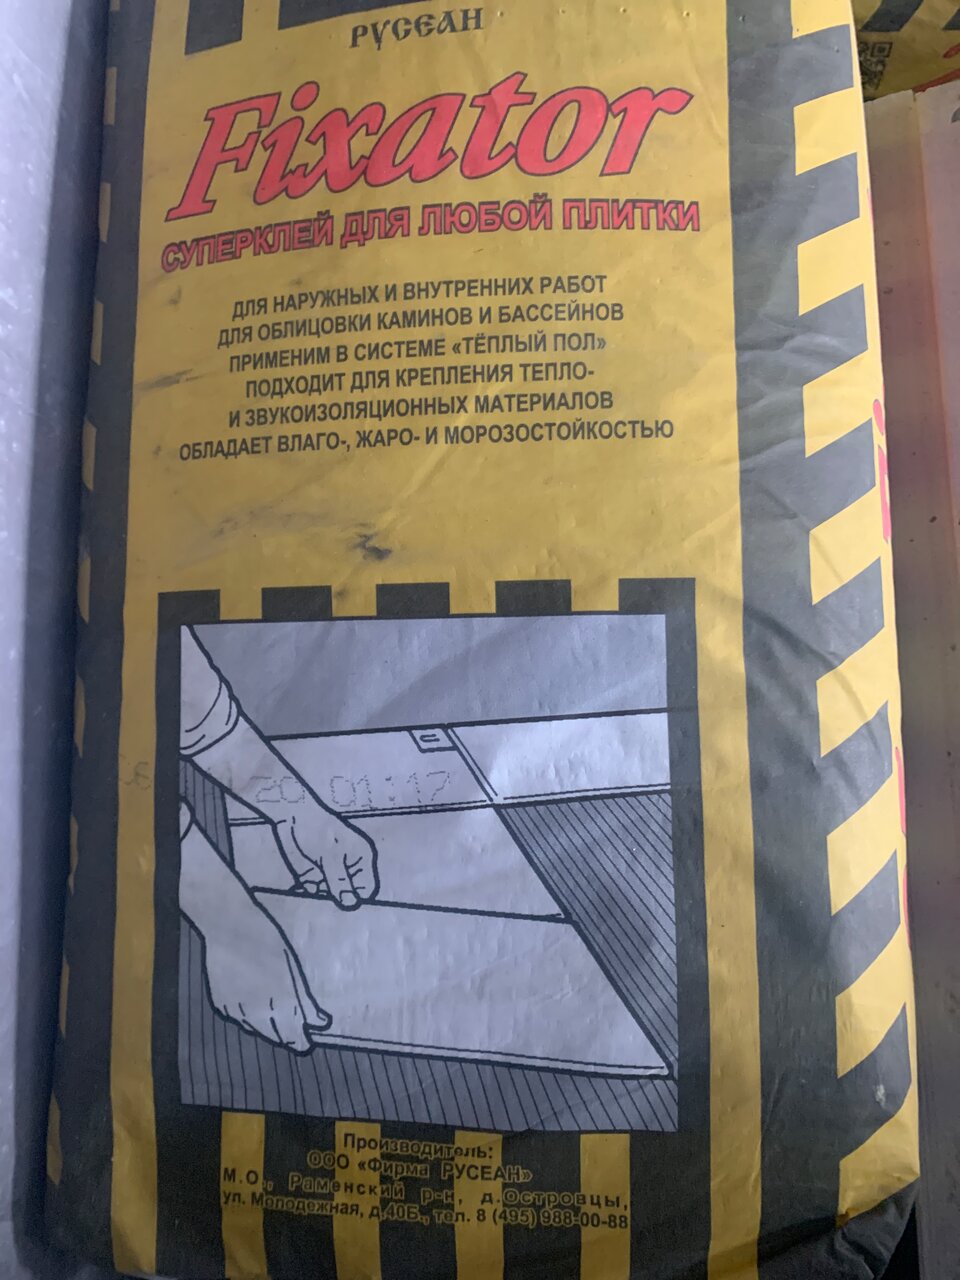 РУСЕАН
Fixator
СУПЕРКЛЕЙ ДЛЯ ЛЮБОЙ ПЛИТКИ
ДЛЯ НАРУЖНЫХ И ВНУТРЕННИХ РАБОТ
ДЛЯ ОБЛИЦОВКИ КАМИНОВ И БАССЕЙНОВ
ПРИМЕНИМ В СИСТЕМЕ «ТЁПЛЫЙ ПОЛ»
ПОДХОДИТ ДЛЯ КРЕПЛЕНИЯ ТЕПЛО-
И ЗВУКОИЗОЛЯЦИОННЫХ МАТЕРИАЛОВ
ОБЛАДАЕТ ВЛАГО-, ЖАРО- И МОРОЗОСТОЙКОСТЬЮ
20 01:17
Производитель:
ООО «Фирма РУСЕАН»
М.О., Раменский р-н, д.Островцы,
ул. Молодежная, д.40Б., тел. 8 (495) 988-00-88